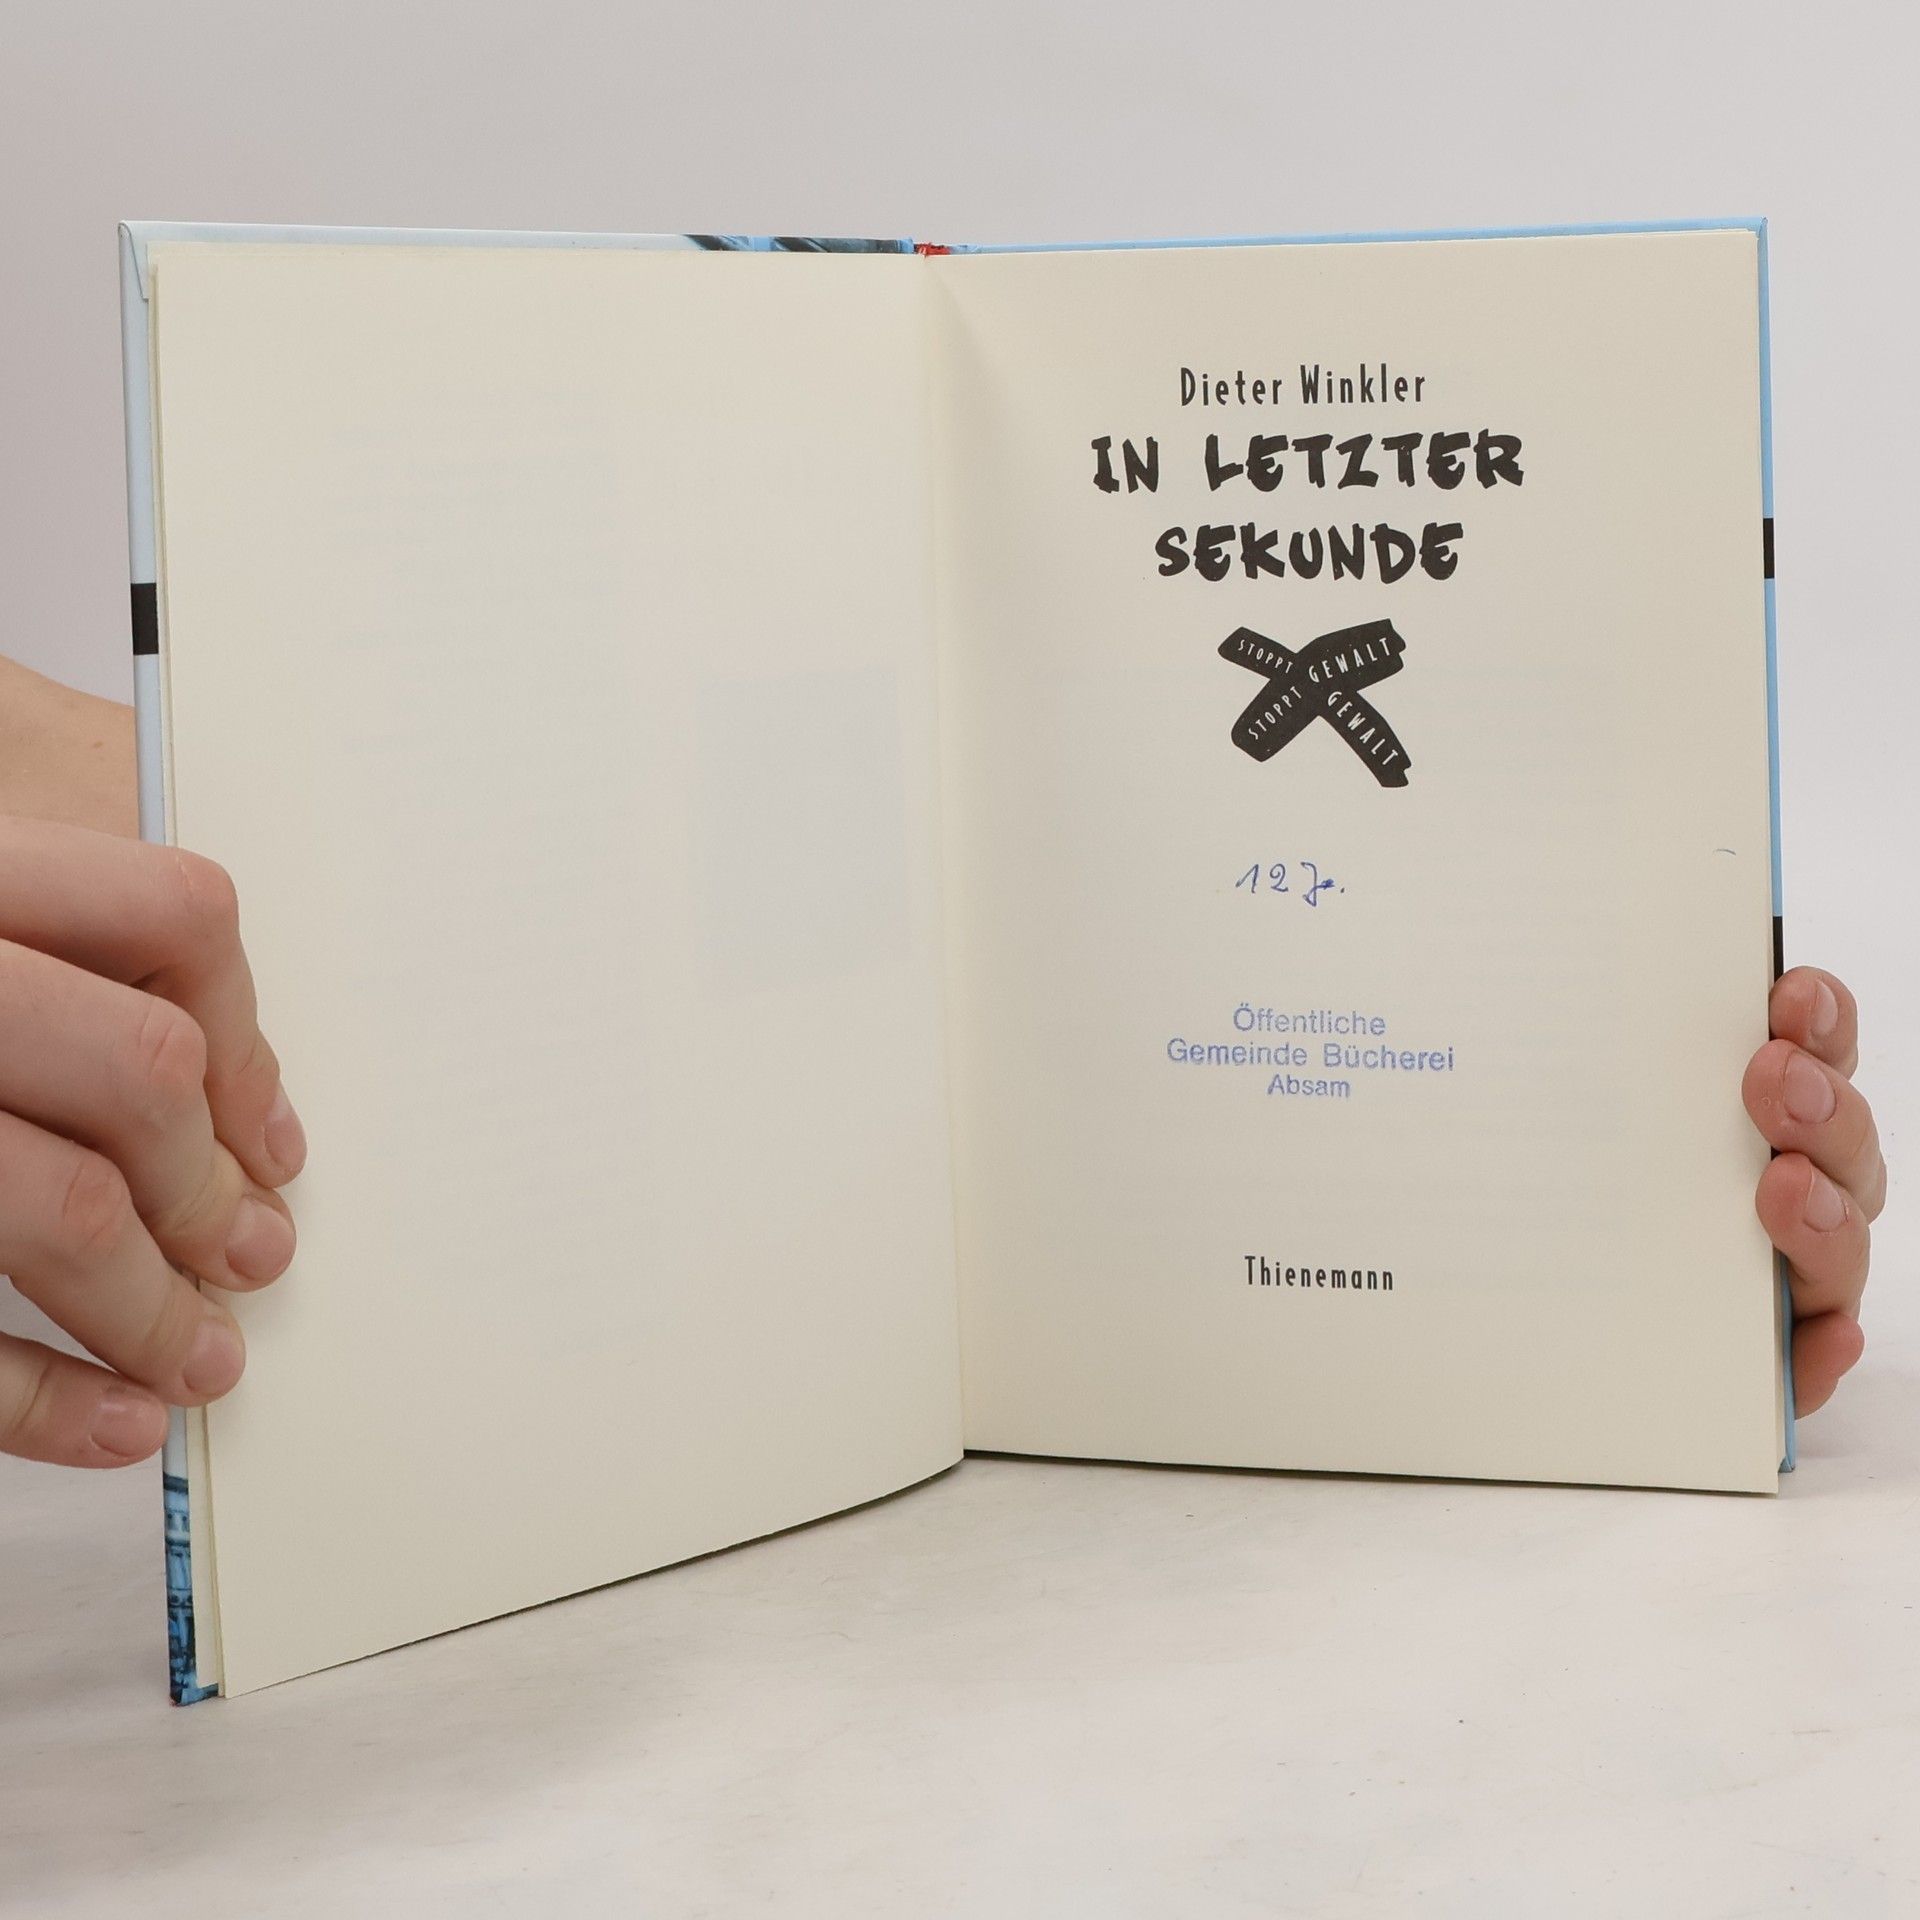 Dieter Winkler
IN LETZTER
SEKUNDE
STOPPT GEWALT
STOPPT GEWALT
12 J.
Öffentliche
Gemeinde Bücherei
Absam
Thienemann